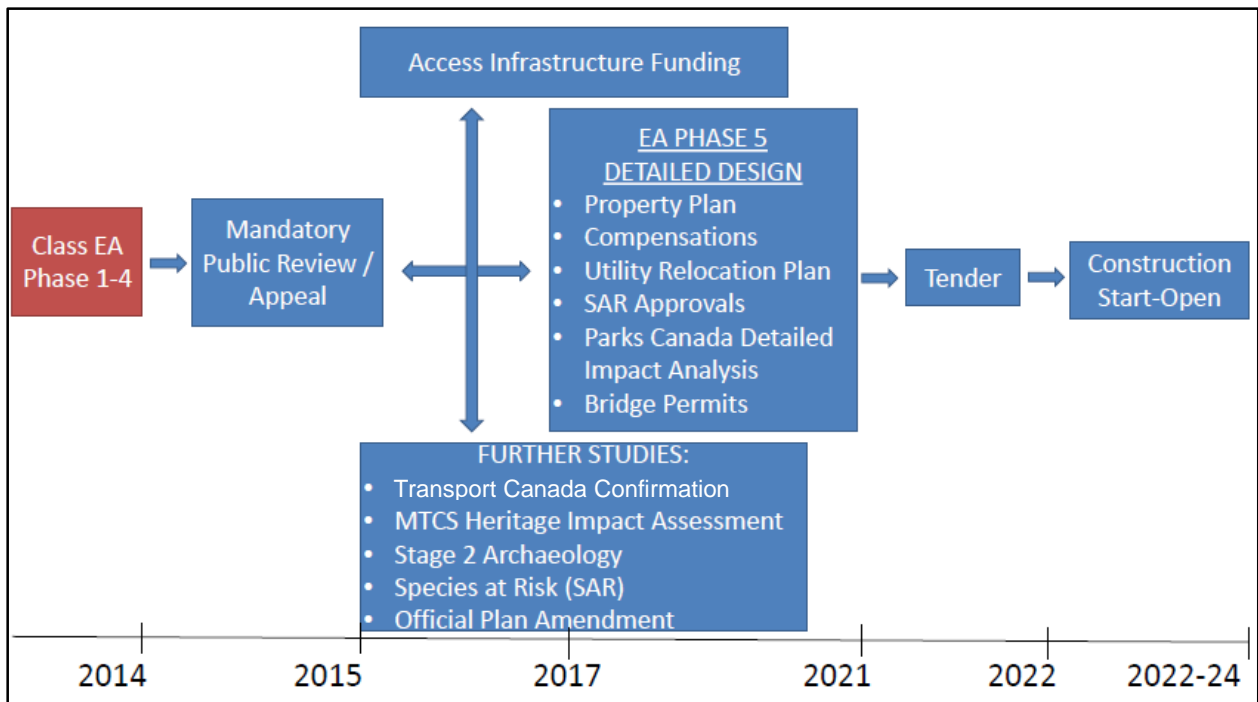 Access Infrastructure Funding
Class EA
Phase 1-4
Mandatory
Public Review /
Appeal
EA PHASE 5
DETAILED DESIGN
• Property Plan
• Compensations
• Utility Relocation Plan
• SAR Approvals
• Parks Canada Detailed
Impact Analysis
• Bridge Permits
Tender
Construction
Start-Open
FURTHER STUDIES:
• Transport Canada Confirmation
• MTCS Heritage Impact Assessment
• Stage 2 Archaeology
• Species at Risk (SAR)
• Official Plan Amendment
2014 2015 2017 2021 2022 2022-24